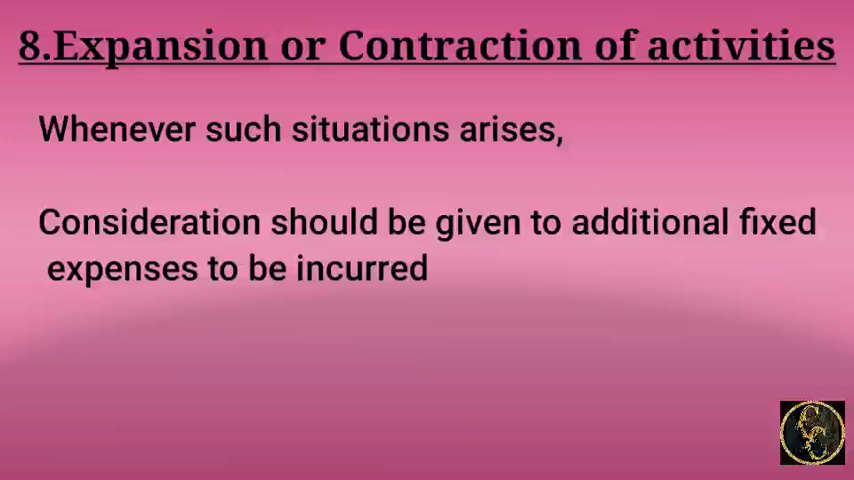 8.Expansion or Contraction of activities
Whenever such situations arises,
Consideration should be given to additional fixed
expenses to be incurred